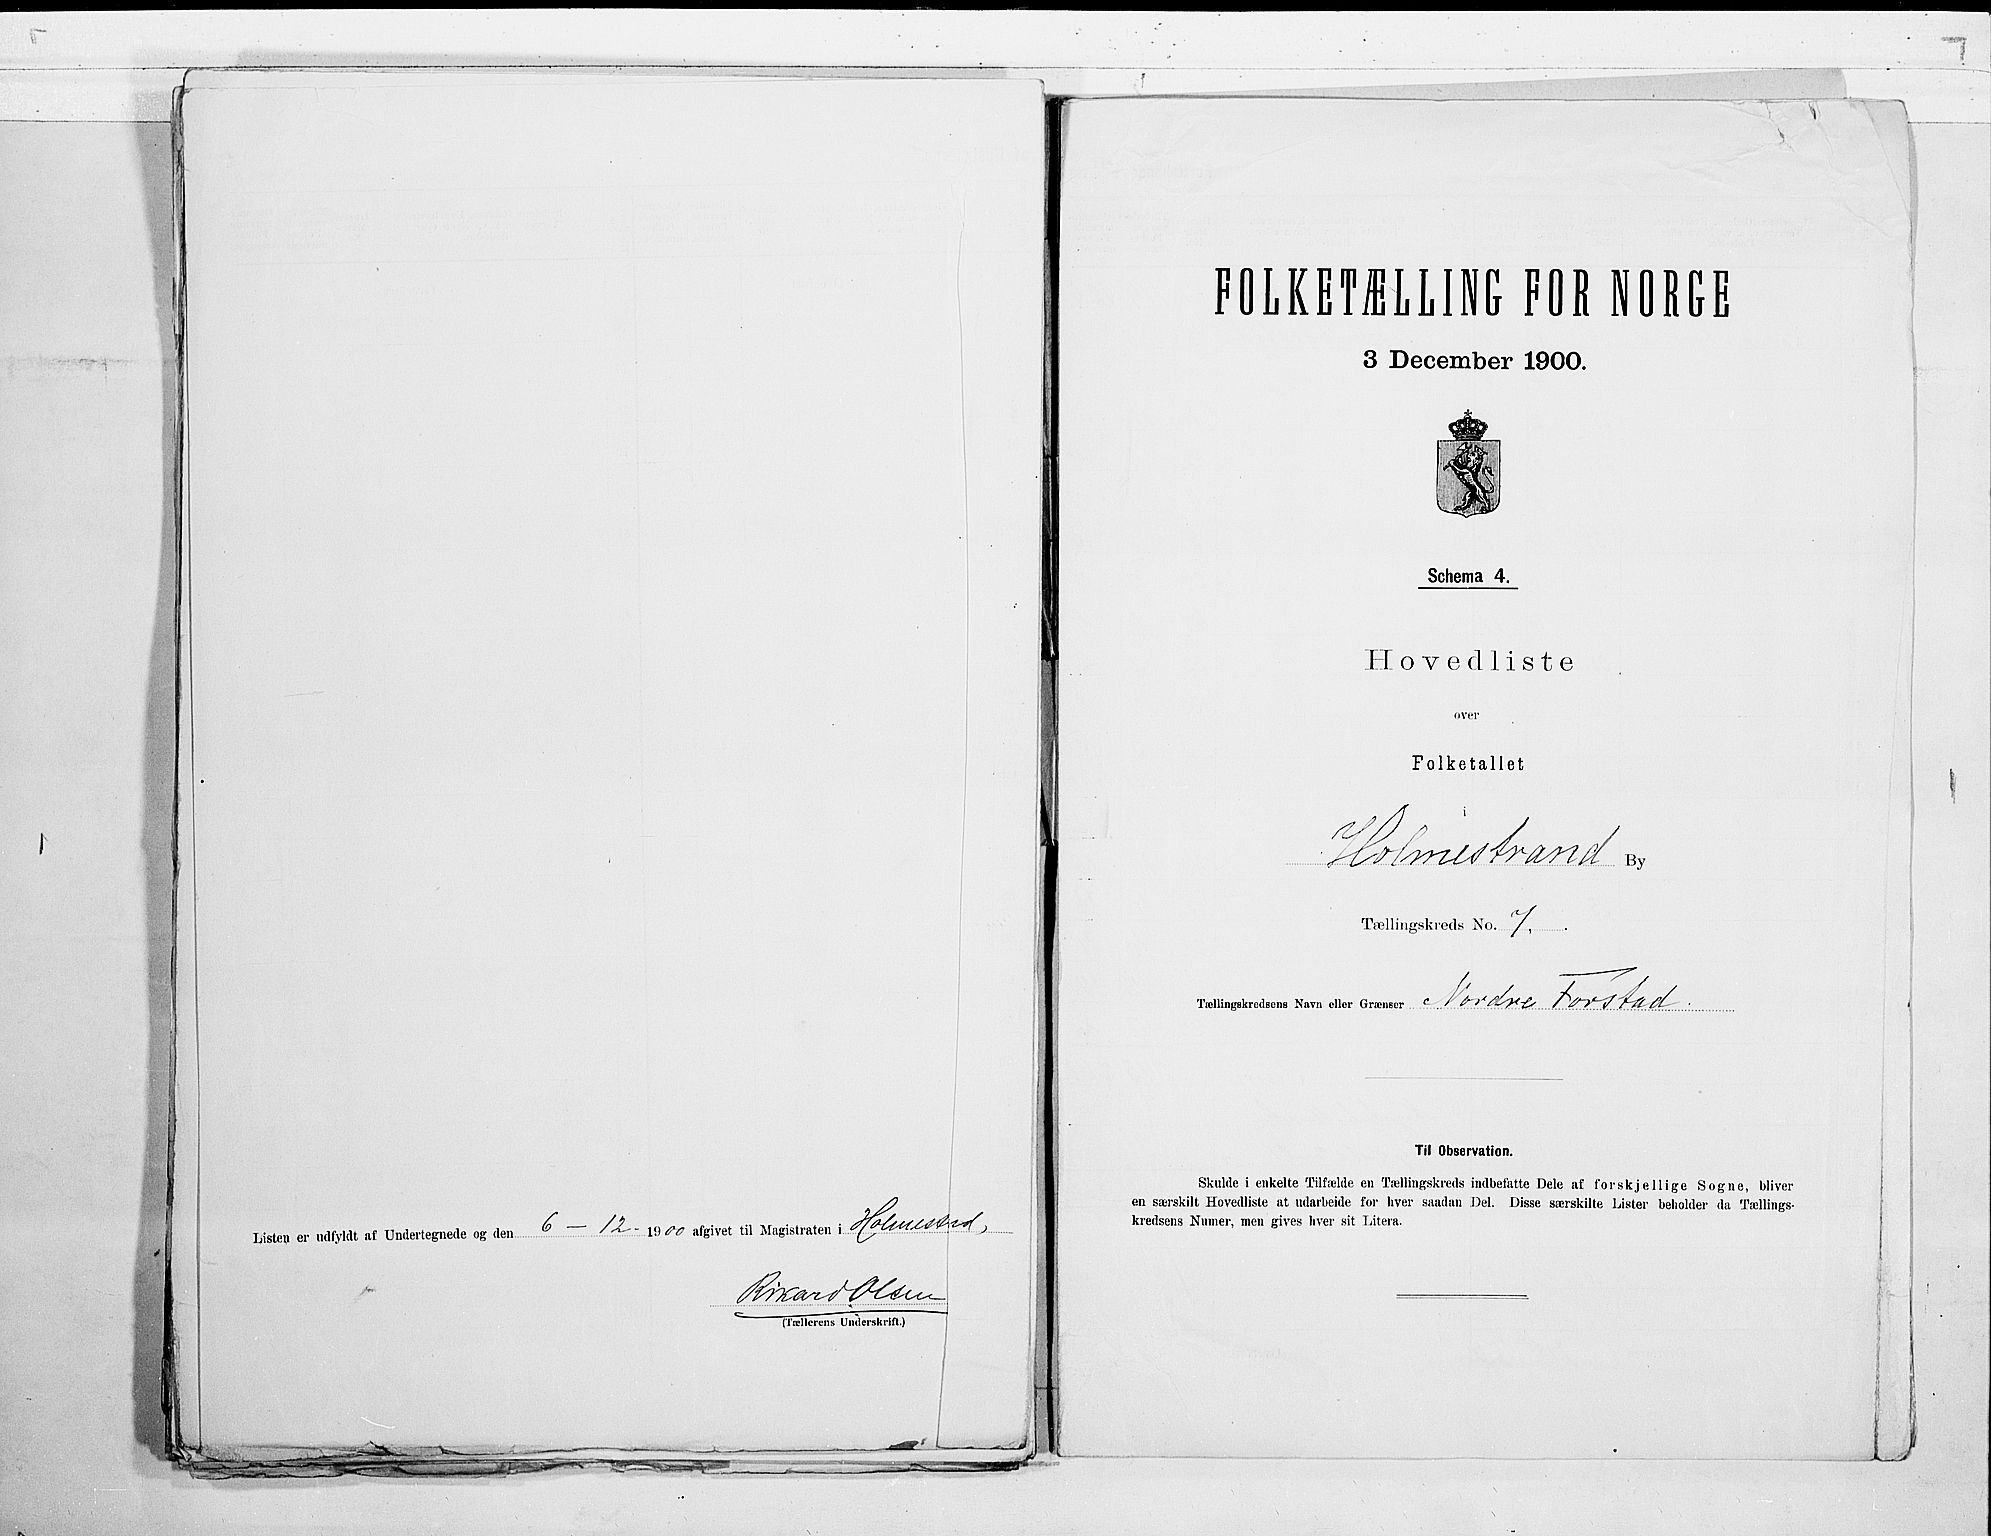 Listen er udfyldt af Undertegnede og den 6 – 12 - 1900 afgivet til Magistraten i Holmestrd,
Rikard Olsen
(Tællerens Underskrift.)
FOLKETÆLLING FOR NORGE
3 December 1900.
Schema 4.
Hovedliste
over
Folketallet
i
Holmestrand By
Tællingskreds No. 7.
Tællingskredsens Navn eller Grænser Nordre Forstad.
Til Observation.
Skulde i enkelte Tilfælde en Tællingskreds indbefatte Dele af forskjellige Sogne, bliver
en særskilt Hovedliste at udarbeide for hver saadan Del. Disse særskilte Lister beholder da Tællings-
kredsens Numer, men gives hver sit Litera.